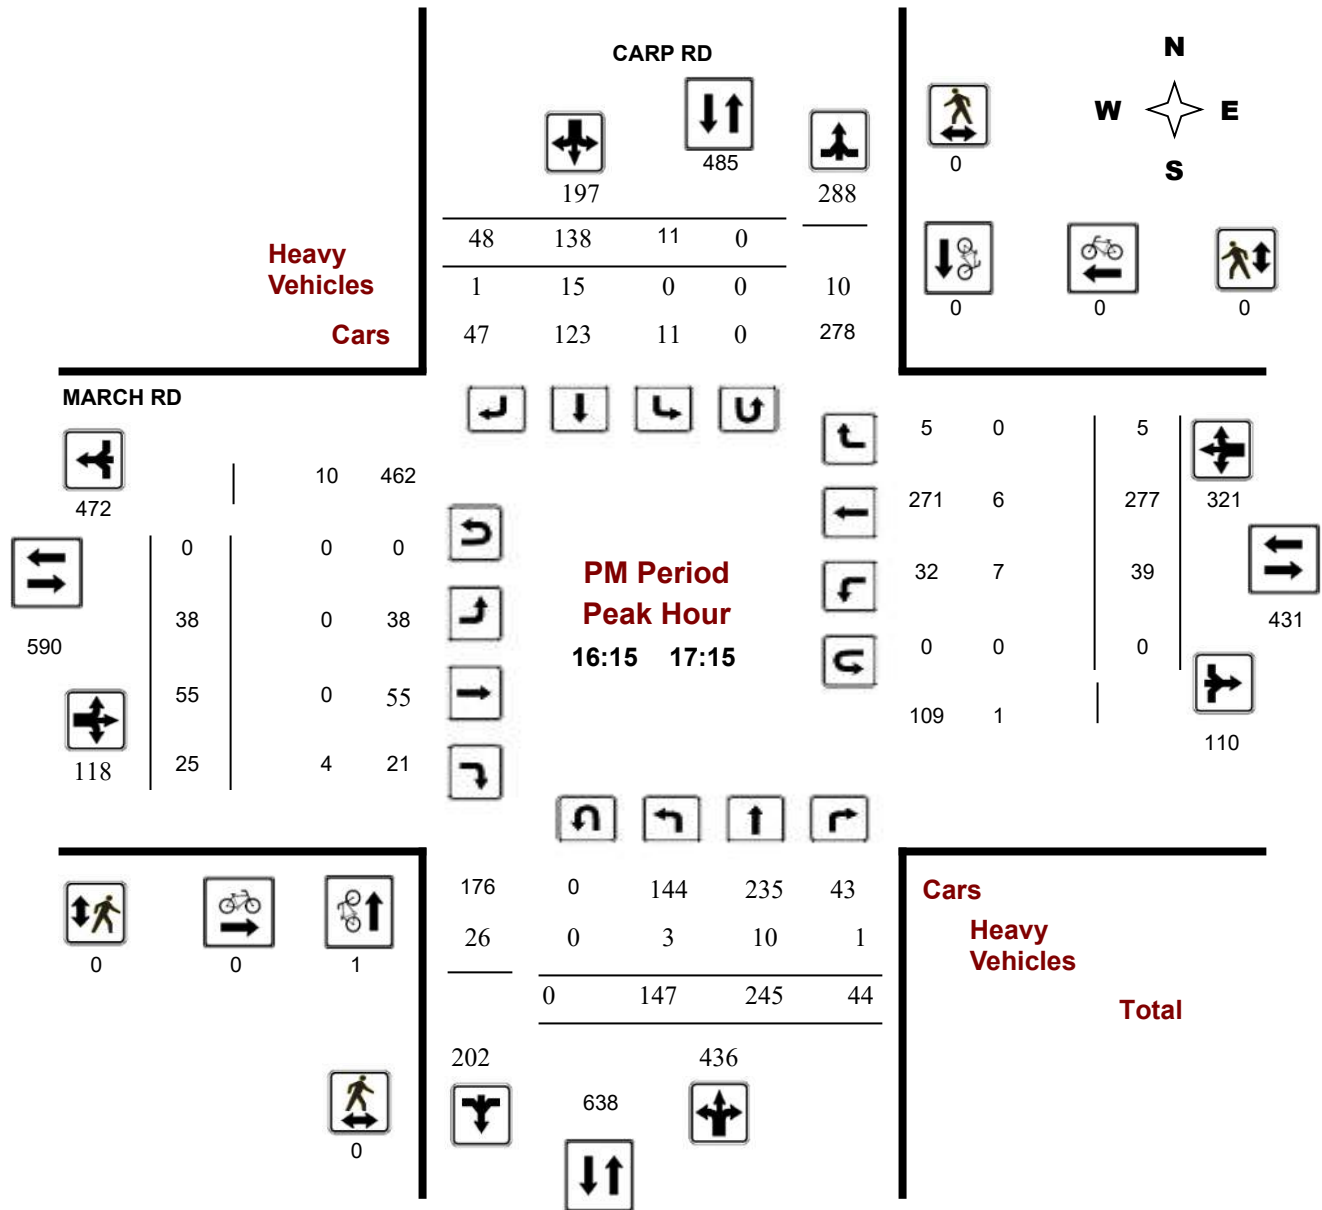 CARP RD
N
W E
S
485
0
197
288
48 138 11 0
Heavy
Vehicles
1 15 0 0 10
0 0 0
Cars
47 123 11 0 278
MARCH RD
5 0 5
10 462
472
271 6 277 321
0 0 0
PM Period
32 7 39
Peak Hour
38 0 38
431
590
16:15 17:15
0 0 0
55 0 55
109 1
110
118 25 4 21
176 0 144 235 43
Cars
26 0 3 10 1
Heavy
Vehicles
0 0 1
0 147 245 44
Total
202 436
638
0